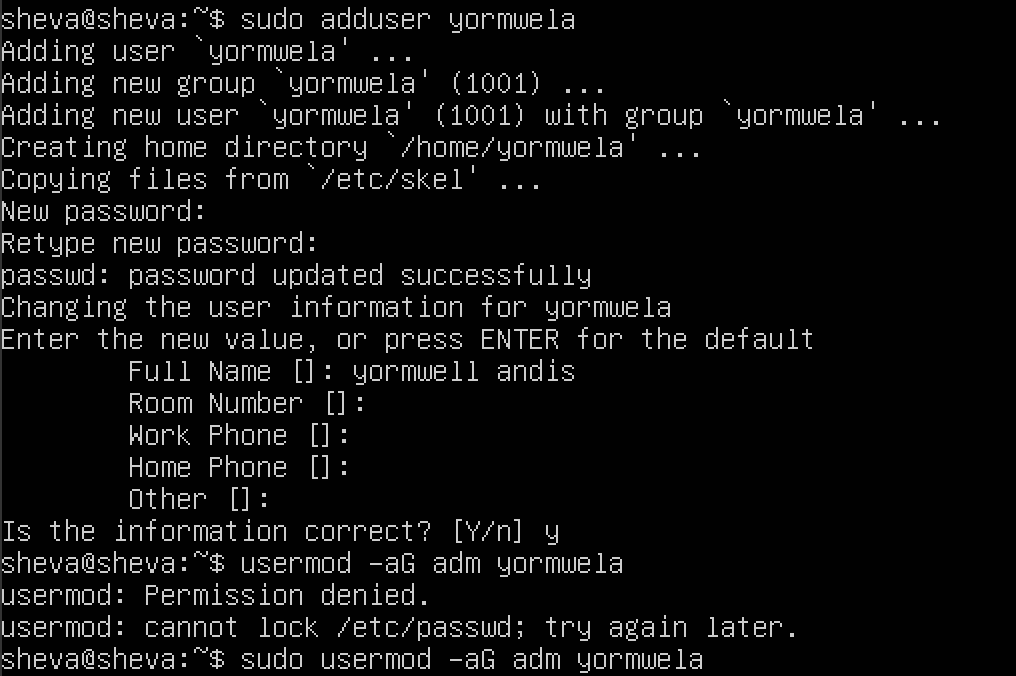 sheva@sheva:~$ sudo adduser yormwela
Adding user `yormwela' ...
Adding new group `yormwela' (1001) ...
Adding new user `yormwela' (1001) with group `yormwela' ...
Creating home directory `/home/yormwela' ...
Copying files from `/etc/skel' ...
New password:
Retype new password:
passwd: password updated successfully
Changing the user information for yormwela
Enter the new value, or press ENTER for the default
Full Name []: yormwell andis
Room Number []:
Work Phone []:
Home Phone []:
Other []:
Is the information correct? [Y/n] y
sheva@sheva:~$ usermod -aG adm yormwela
usermod: Permission denied.
usermod: cannot lock /etc/passwd; try again later.
sheva@sheva:~$ sudo usermod -aG adm yormwela